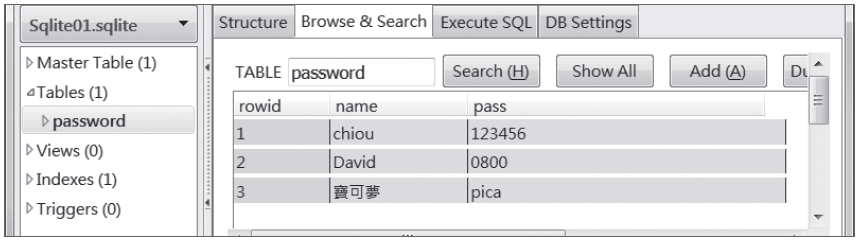 Sqlite01.sqlite
Master Table (1)
Tables (1)
password
Views (0)
Indexes (1)
Triggers (0)
Structure Browse & Search Execute SQL DB Settings
TABLE password Search (H) Show All Add (A) Du
rowid name pass
1 chiou 123456
2 David 0800
3 寶可夢 pica